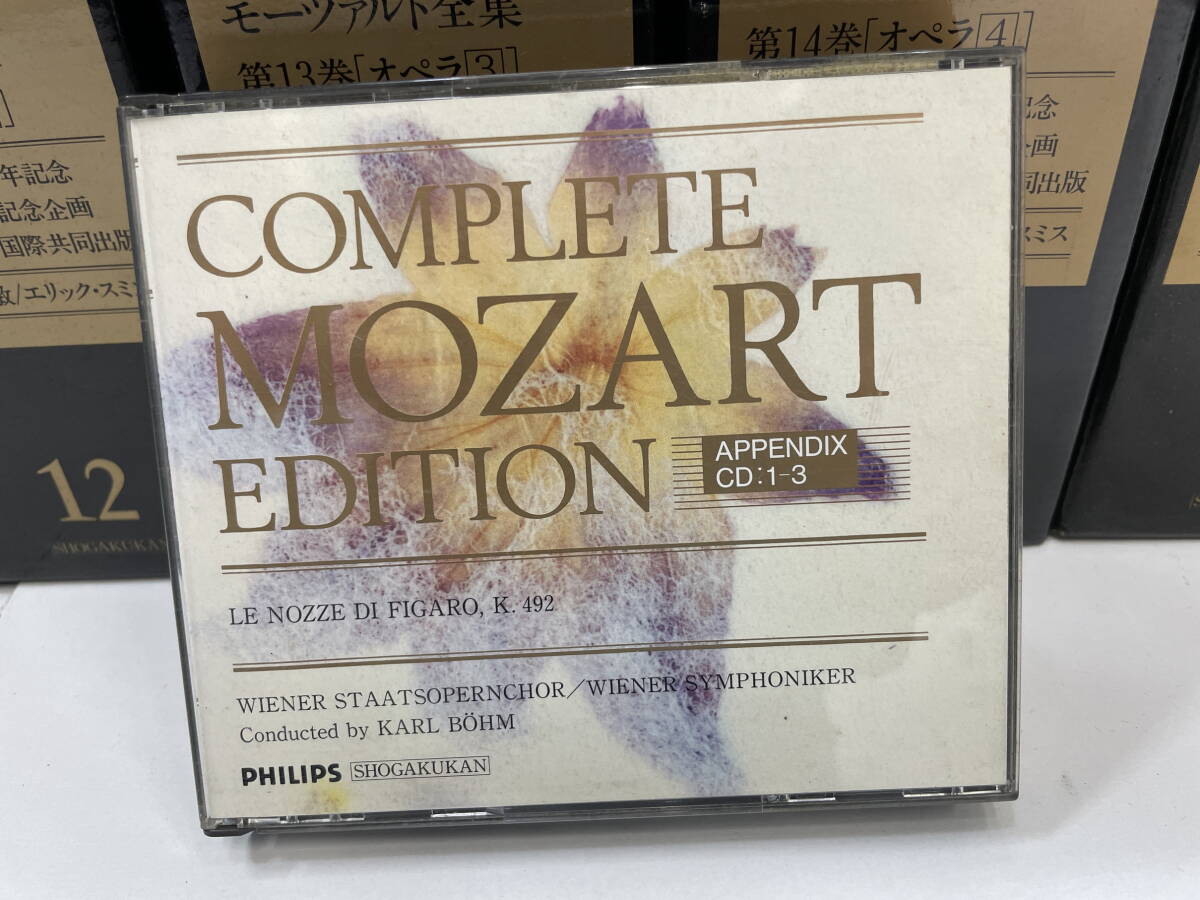 モーツァルト全集
第13巻[オペラ3]
第14巻[オペラ4]
年記念
記念企画
国際共同出版
/エリック・スミ
記念
企画
同出版
スミス
12
SHOGAKUKAN
COMPLETE
MOZART
EDITION
APPENDIX
CD:1-3
LE NOZZE DI FIGARO, K. 492
WIENER STAATSOPERNCHOR/WIENER SYMPHONIKER
Conducted by KARL BÖHM
PHILIPS SHOGAKUKAN